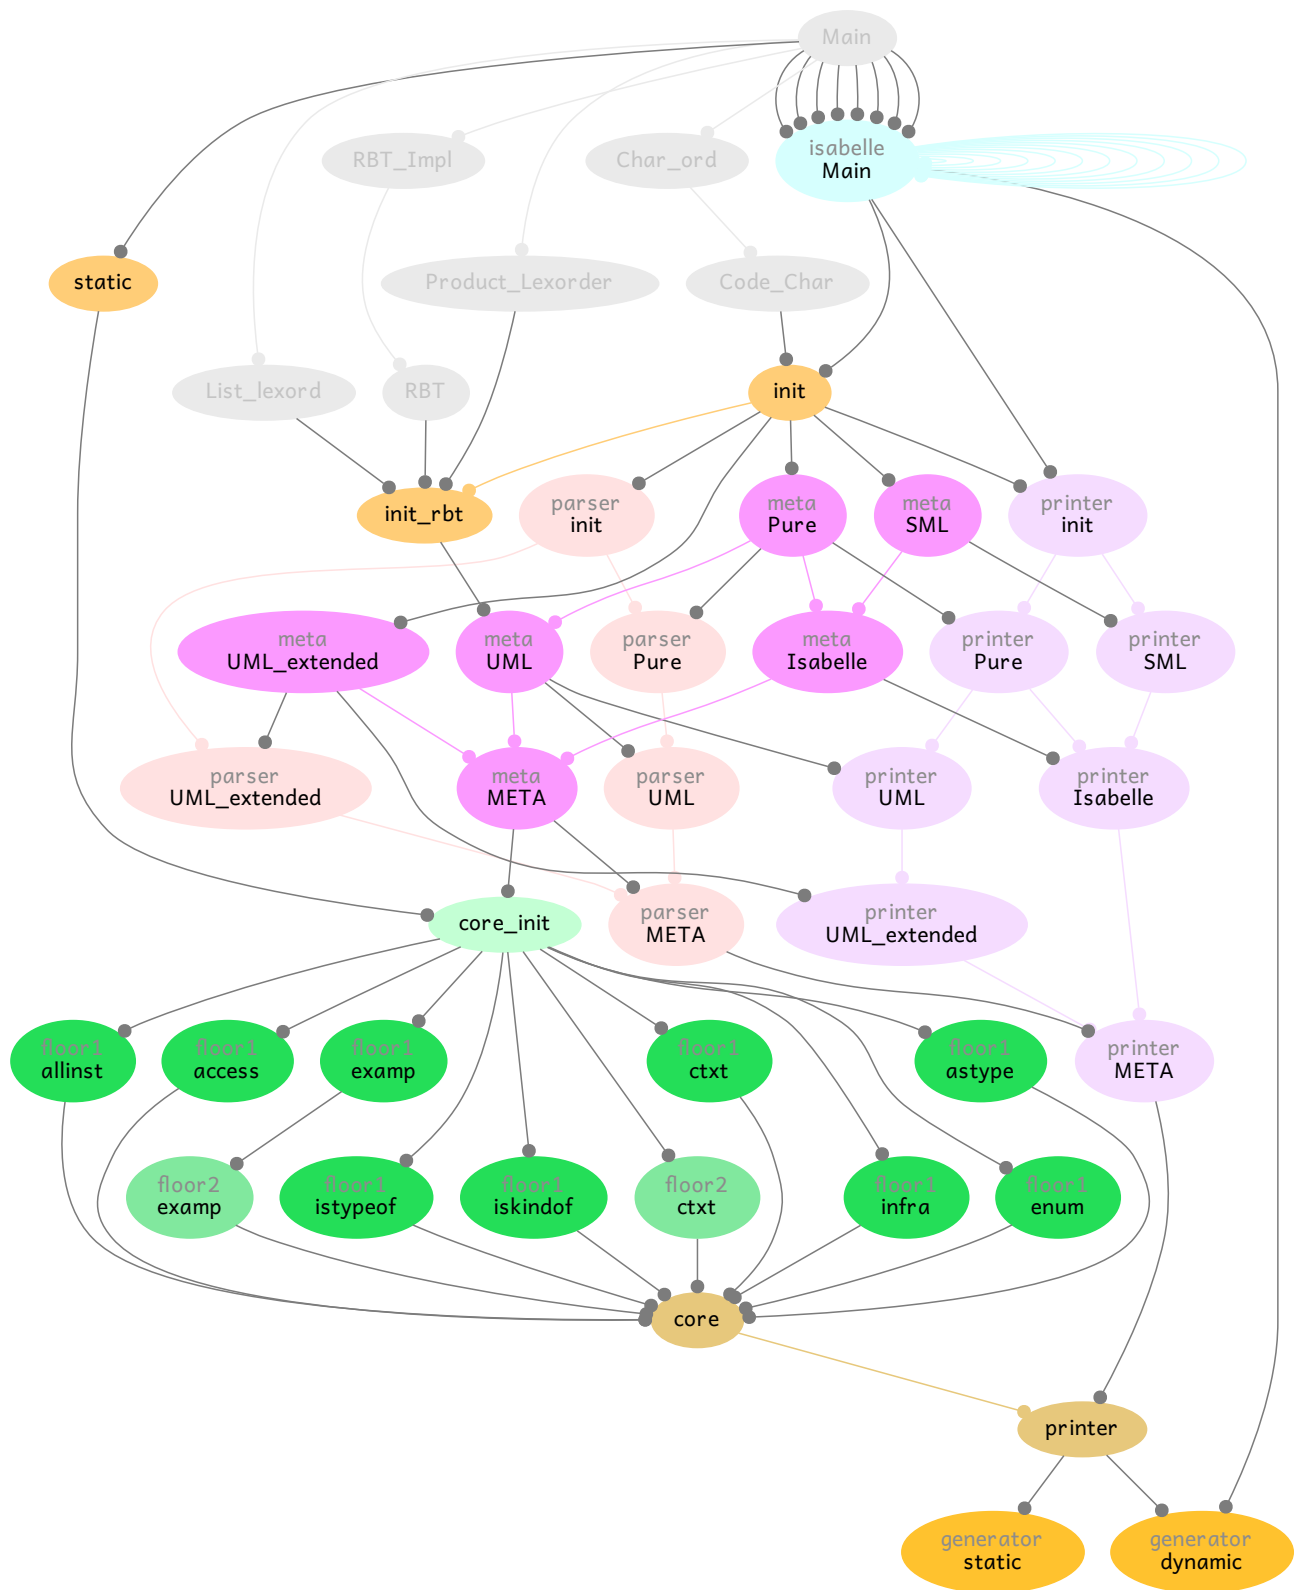 Main
RBT_Impl
Char_ord
isabelle
Main
static
Product_Lexorder
Code_Char
List_lexord
RBT
init
init_rbt
parser
init
meta
Pure
meta
SML
printer
init
meta
UML_extended
meta
UML
parser
Pure
meta
Isabelle
printer
Pure
printer
SML
parser
UML_extended
meta
META
parser
UML
printer
UML
printer
Isabelle
core_init
parser
META
printer
UML_extended
floor1
allinst
floor1
access
floor1
examp
floor1
ctxt
floor1
astype
printer
META
floor2
examp
floor1
istypeof
floor1
iskindof
floor2
ctxt
floor1
infra
floor1
enum
core
printer
generator
static
generator
dynamic